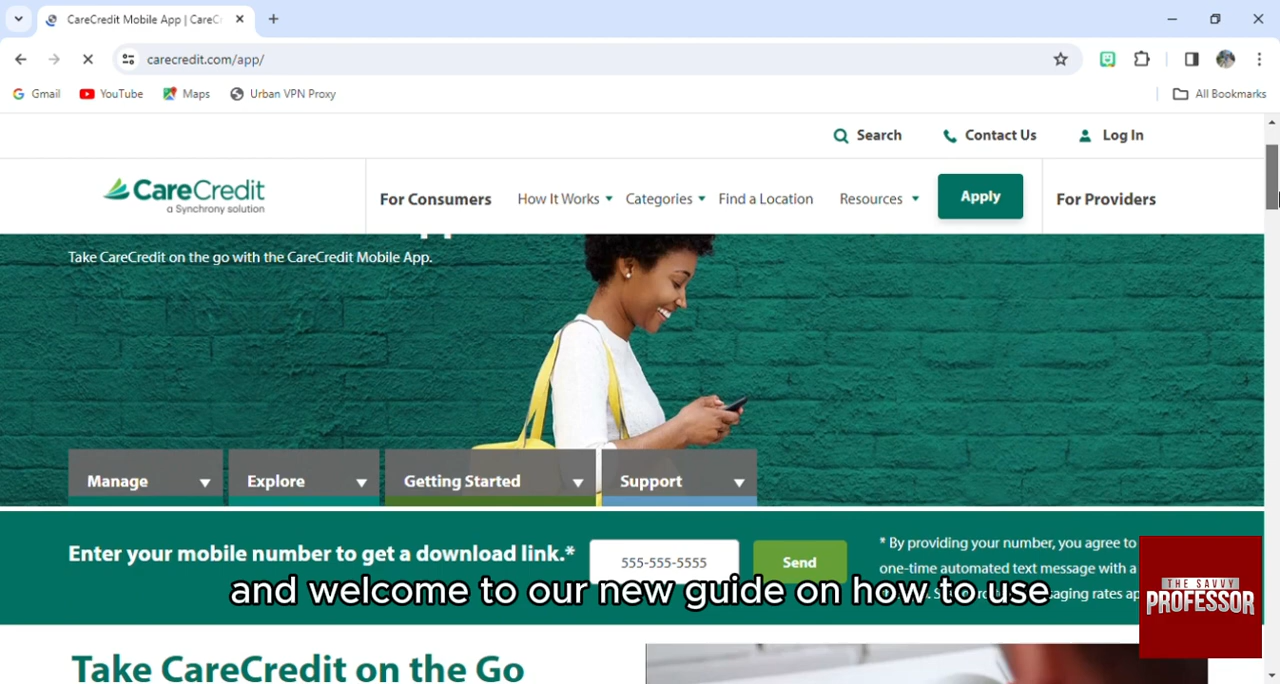 CareCredit Mobile App | CareC
carecredit.com/app/
Gmail
YouTube
Maps
Urban VPN Proxy
All Bookmarks
Search
Contact Us
Log In
CareCredit
a Synchrony solution
For Consumers
How It Works
Categories
Find a Location
Resources
Apply
For Providers
Take CareCredit on the go with the CareCredit Mobile App.
Manage
Explore
Getting Started
Support
Enter your mobile number to get a download link.*
555-555-5555
Send
* By providing your number, you agree to
one-time automated text message with a
and welcome to our new guide on how to use
THE SAVVY
PROFESSOR
Take CareCredit on the Go